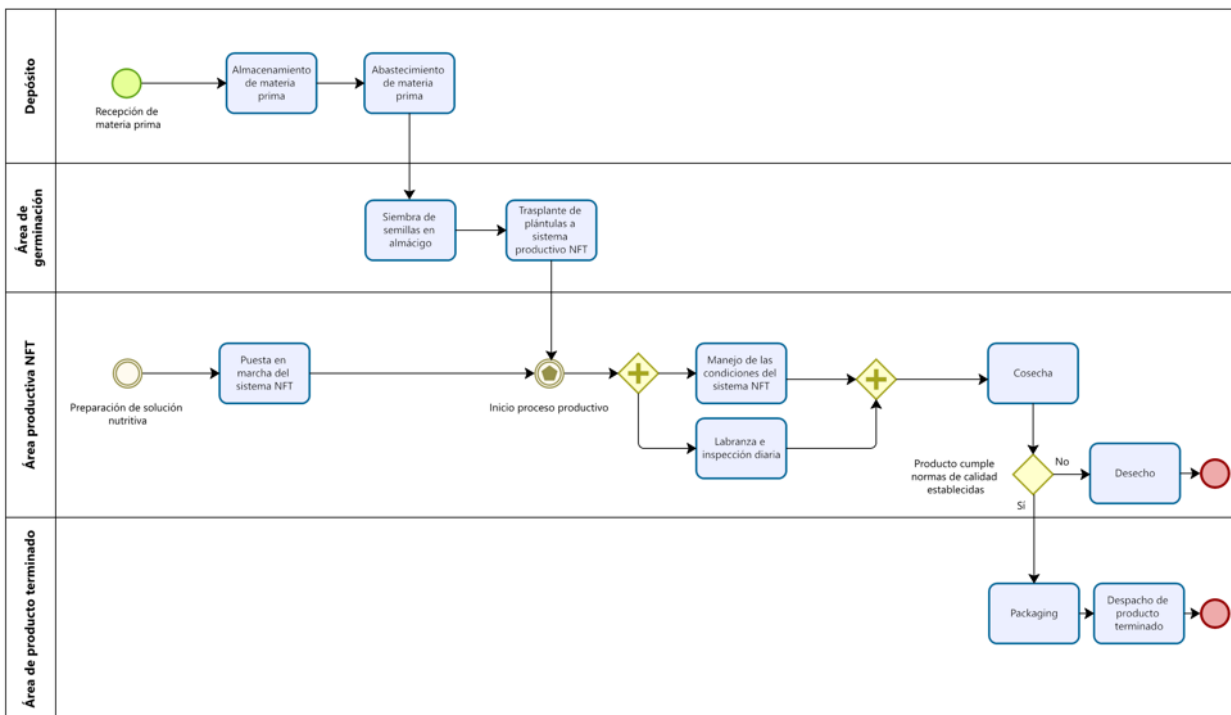 Depósito
Recepción de
materia prima
Almacenamiento
de materia
prima
Abastecimiento
de materia
prima
Área de
germinación
Siembra de
semillas en
almácigo
Trasplante de
plántulas a
sistema
productivo NFT
Área productiva NFT
Preparación de solución
nutritiva
Puesta en
marcha del
sistema NFT
Inicio proceso productivo
Manejo de las
condiciones del
sistema NFT
Labranza e
inspección diaria
Cosecha
Producto cumple
normas de calidad
establecidas
No
Desecho
Sí
Área de producto terminado
Packaging
Despacho de
producto
terminado